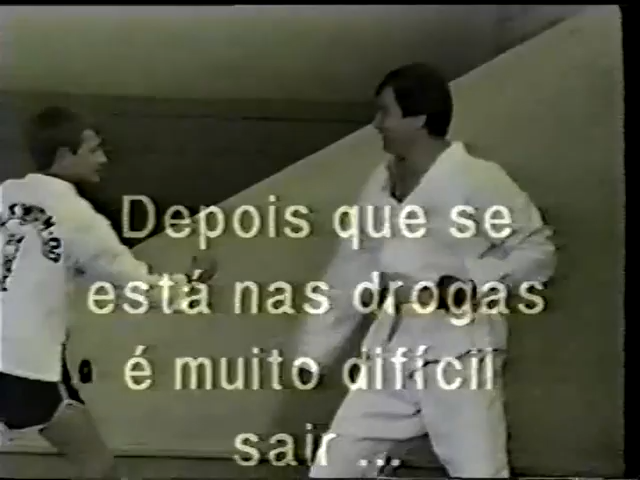 Depois que se
está nas drogas
é muito difícil
sair ...